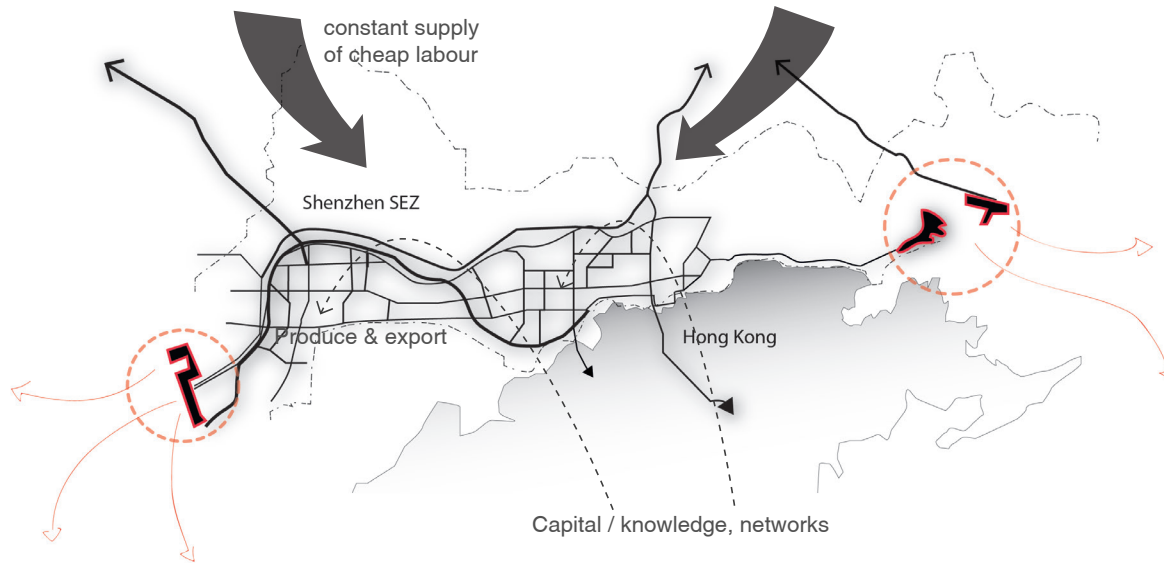 constant supply
of cheap labour
Shenzhen SEZ
Produce & export
Hong Kong
Capital / knowledge, networks